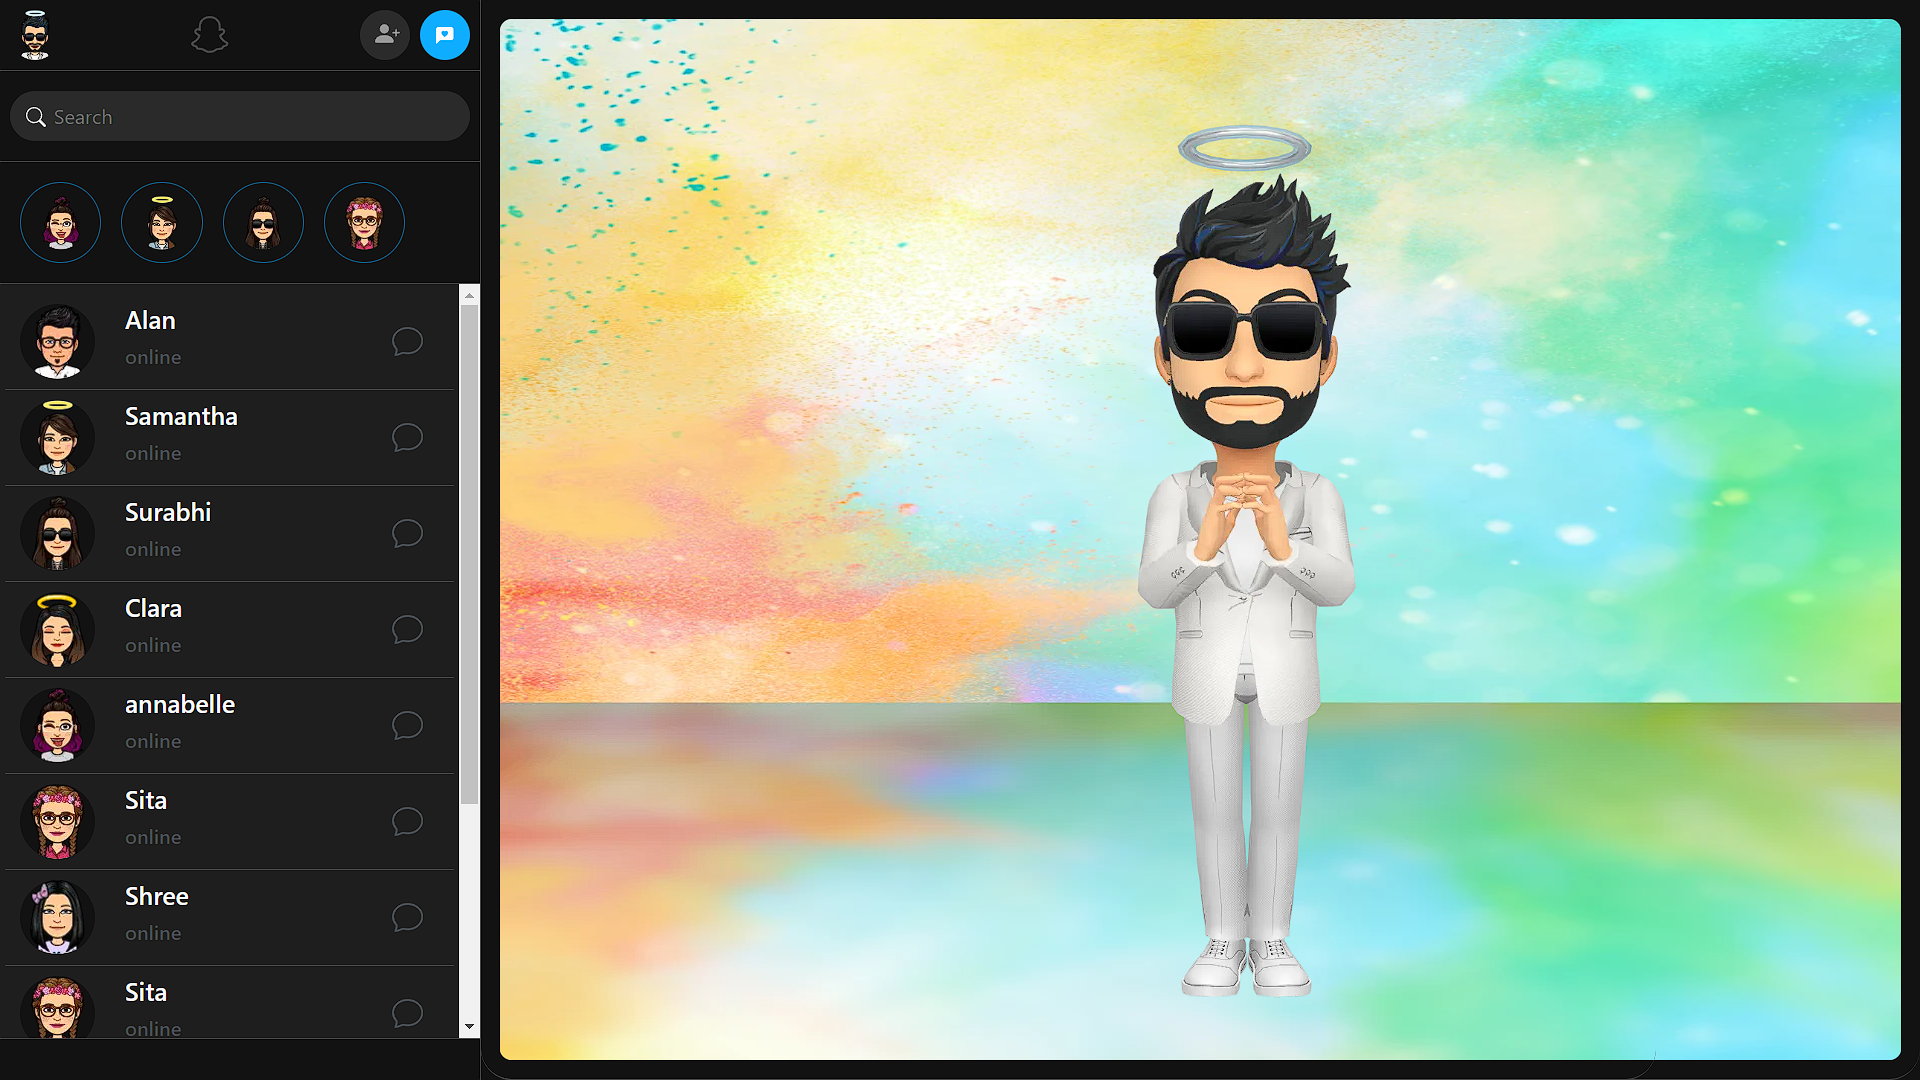 Search
Alan
online
Samantha
online
Surabhi
online
Clara
online
annabelle
online
Sita
online
Shree
online
Sita
online